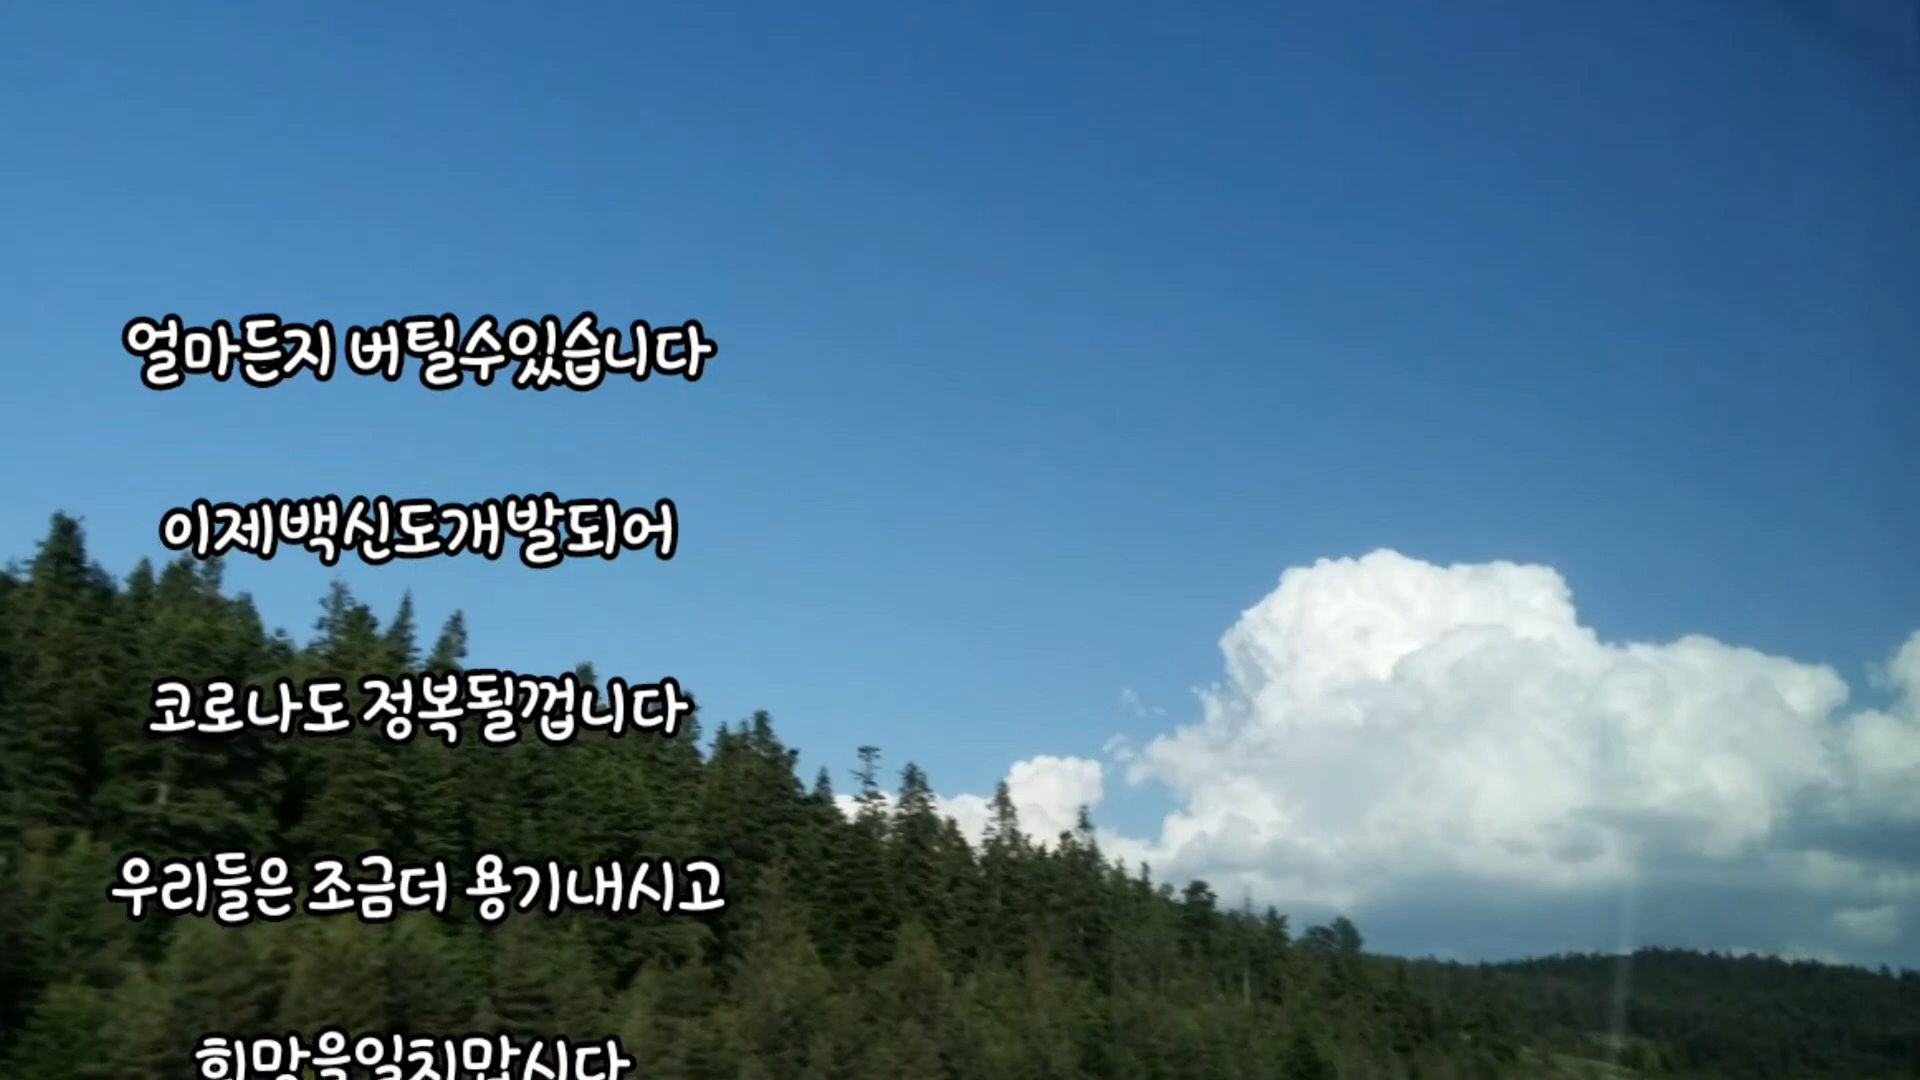 얼마든지 버틸수있습니다
이제백신도개발되어
코로나도 정복될껍니다
우리들은 조금더 용기내시고
희망을잃지맙시다